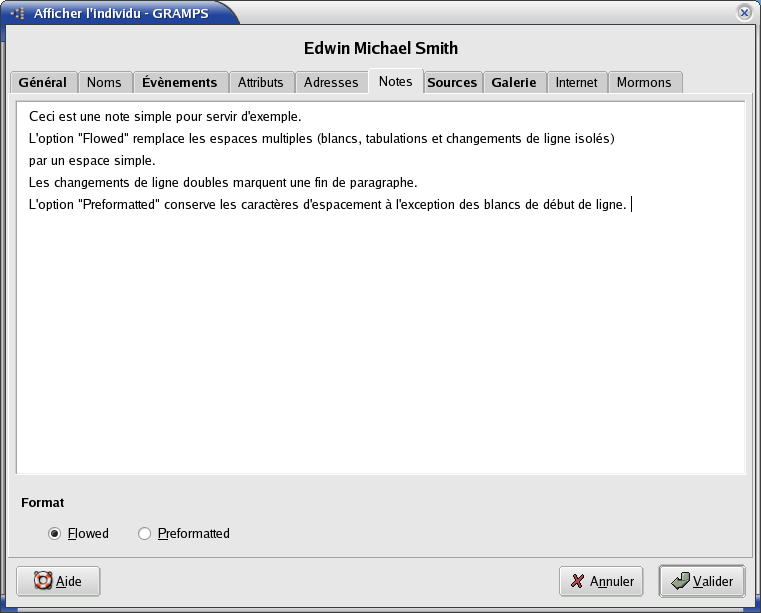 Afficher l'individu - GRAMPS
Edwin Michael Smith
Général Noms Évènements Attributs Adresses Notes Sources Galerie Internet Mormons
Ceci est une note simple pour servir d'exemple.
L'option "Flowed" remplace les espaces multiples (blancs, tabulations et changements de ligne isolés)
par un espace simple.
Les changements de ligne doubles marquent une fin de paragraphe.
L'option "Preformatted" conserve les caractères d'espacement à l'exception des blancs de début de ligne.
Format
Flowed Preformatted
Aide Annuler Valider